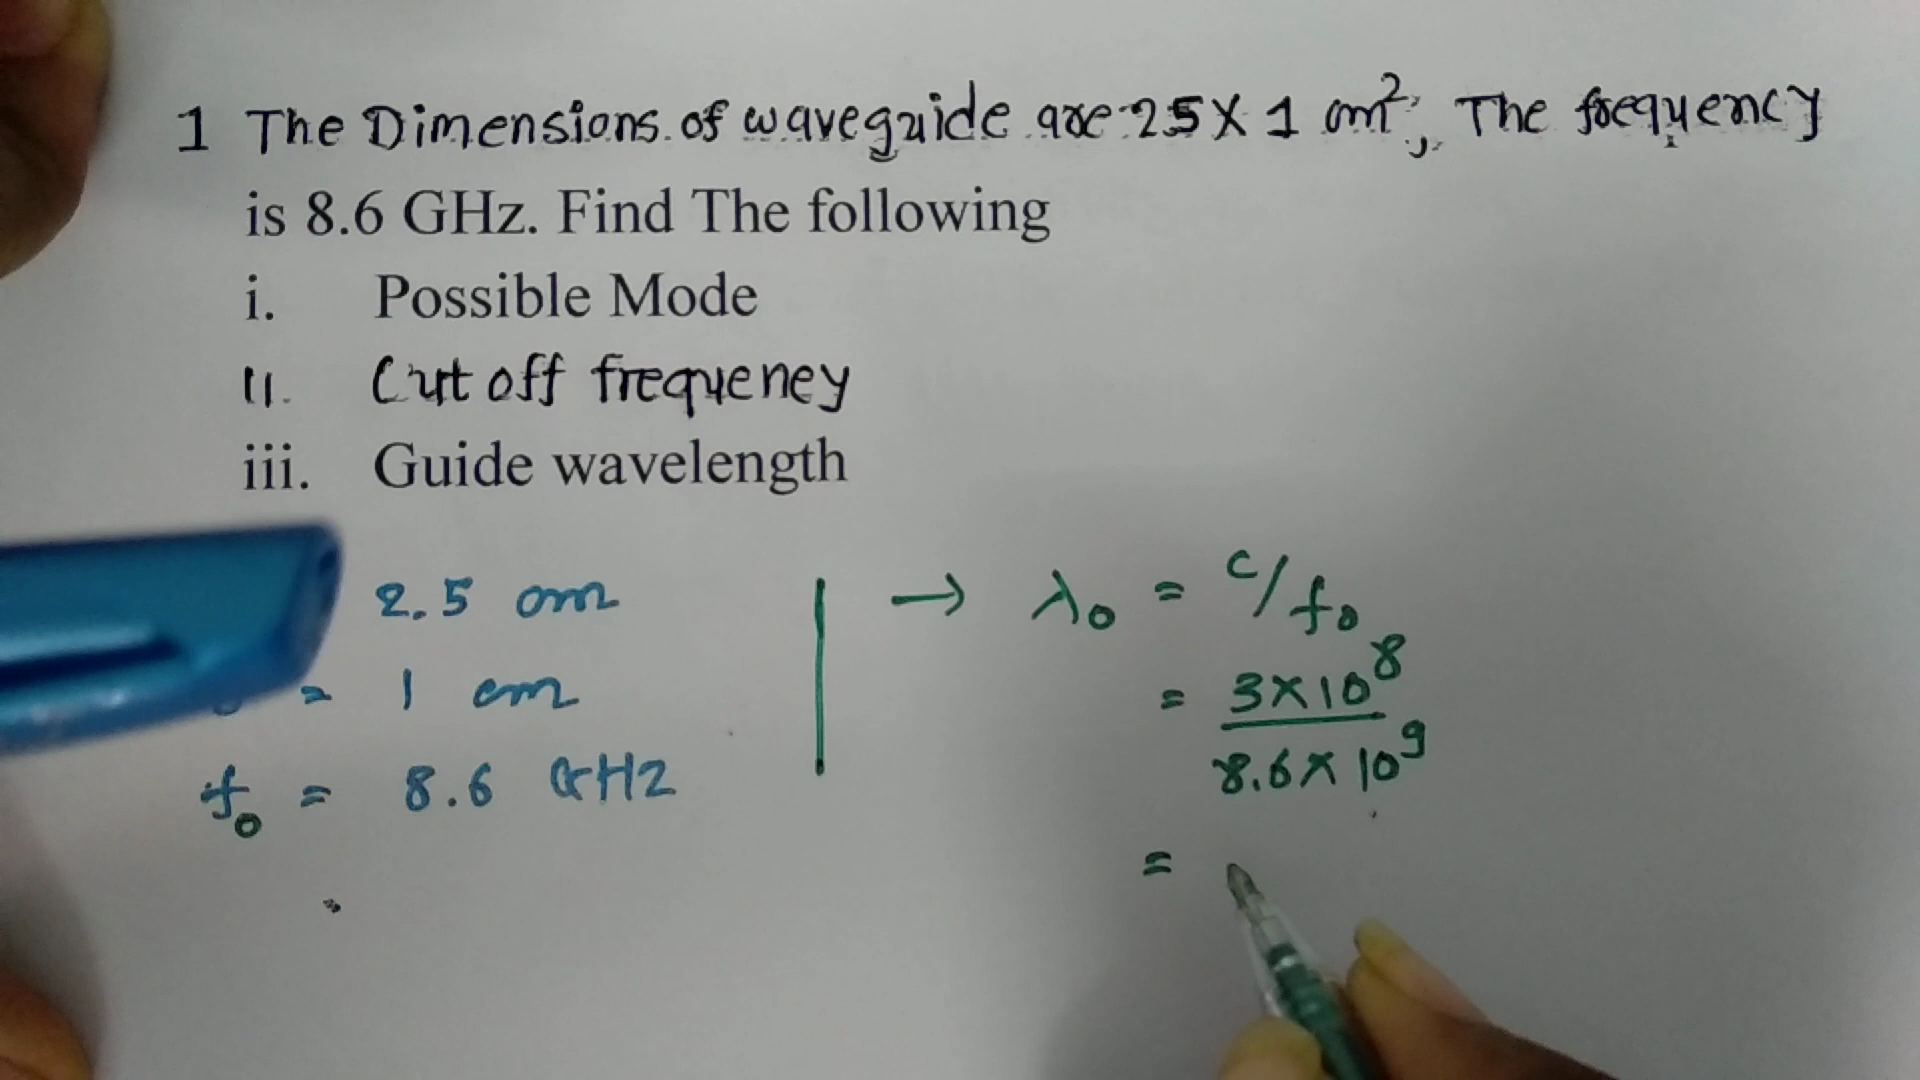 1 The Dimensions of waveguide are 2.5 X 1 cm², The frequency
is 8.6 GHz. Find The following
i. Possible Mode
ii. Cut off frequeney
iii. Guide wavelength
2.5 cm
= 1 cm
f₀ = 8.6 GHz
→ λ₀ = c/f₀
= 3×10⁸
8.6×10⁹
=